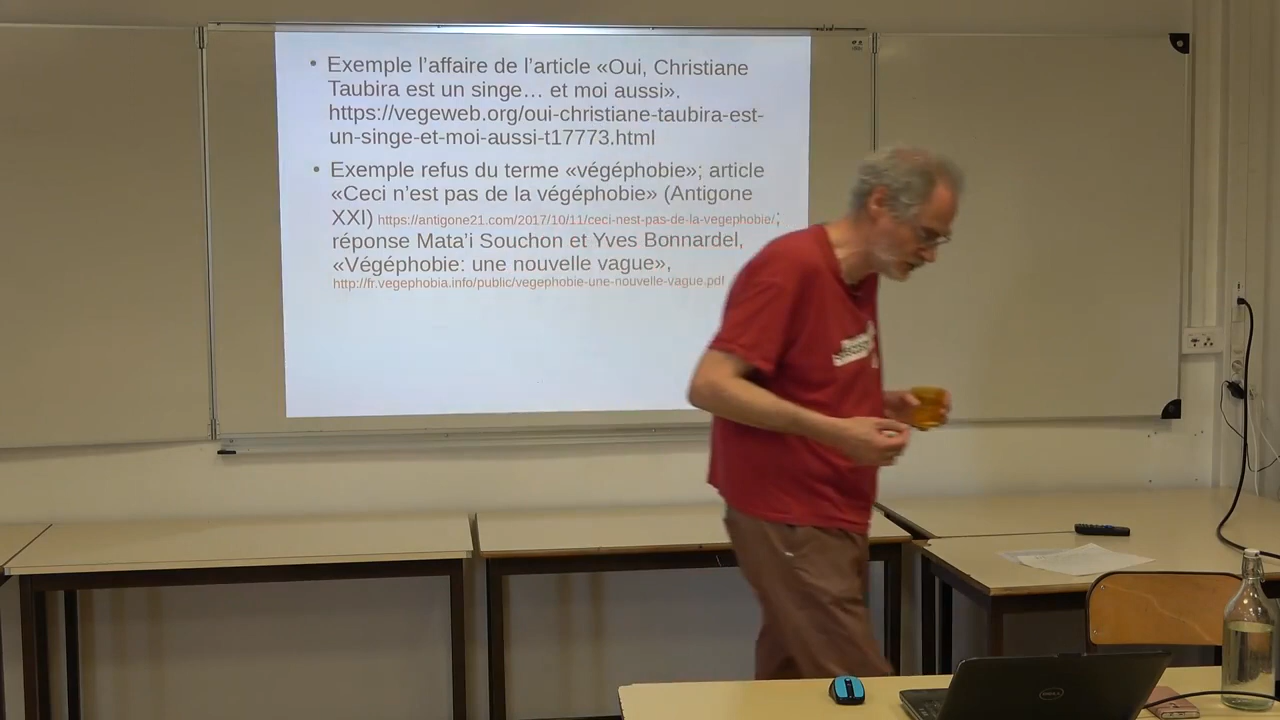 • Exemple l’affaire de l’article «Oui, Christiane
Taubira est un singe… et moi aussi».
https://vegeweb.org/oui-christiane-taubira-est-
un-singe-et-moi-aussi-t17773.html
• Exemple refus du terme «végéphobie»; article
«Ceci n’est pas de la végéphobie» (Antigone
XXI) https://antigone21.com/2017/10/11/ceci-nest-pas-de-la-vegephobie/;
réponse Mata’i Souchon et Yves Bonnardel,
«Végéphobie: une nouvelle vague»,
http://fr.vegephobia.info/public/vegephobie-une-nouvelle-vague.pdf
DELL